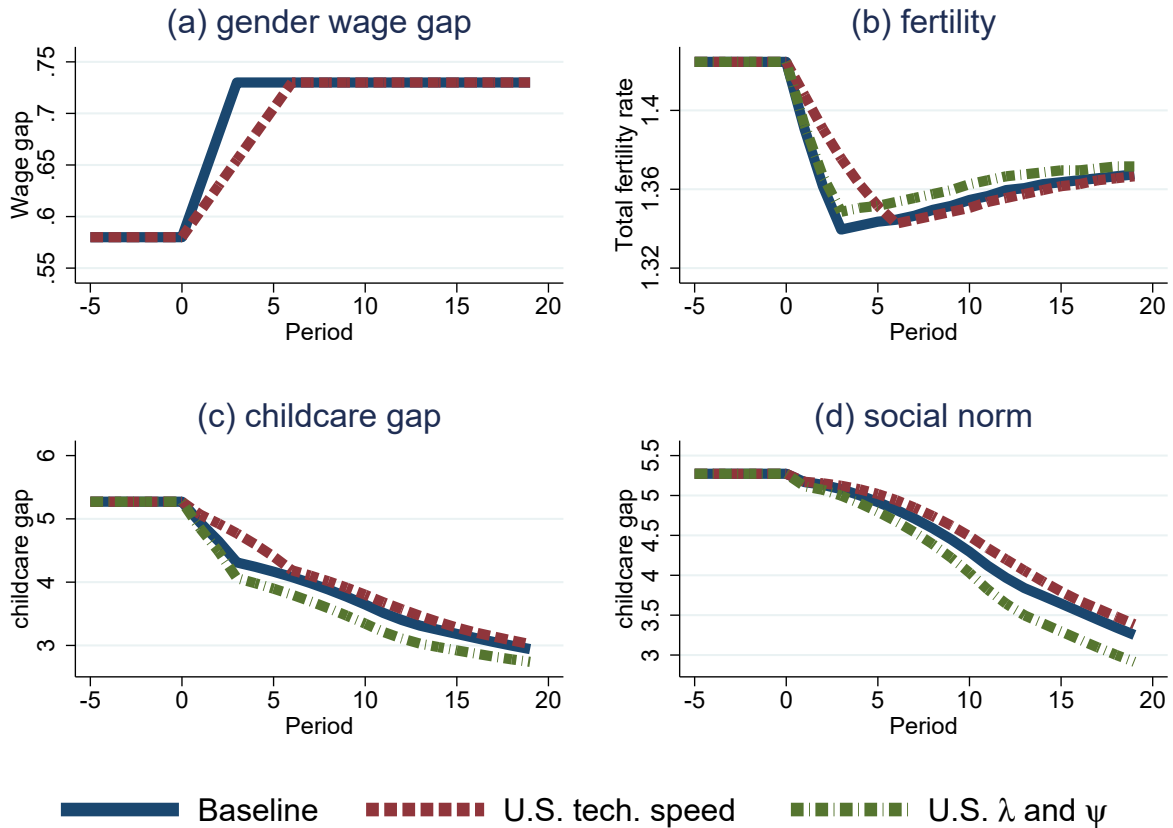 (a) gender wage gap
.75
.7
.65
.6
.55
Wage gap
-5 0 5 10 15 20
Period
(b) fertility
1.4
1.36
1.32
Total fertility rate
-5 0 5 10 15 20
Period
(c) childcare gap
6
5
4
3
childcare gap
-5 0 5 10 15 20
Period
(d) social norm
5.5
5
4.5
4
3.5
3
childcare gap
-5 0 5 10 15 20
Period
Baseline U.S. tech. speed U.S. λ and ψ